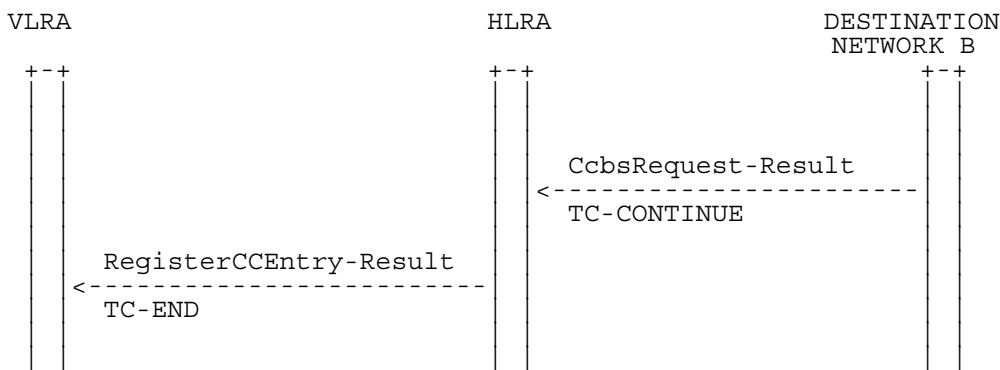 VLRA HLRA DESTINATION
NETWORK B
CcbsRequest-Result
TC-CONTINUE
RegisterCCEntry-Result
TC-END